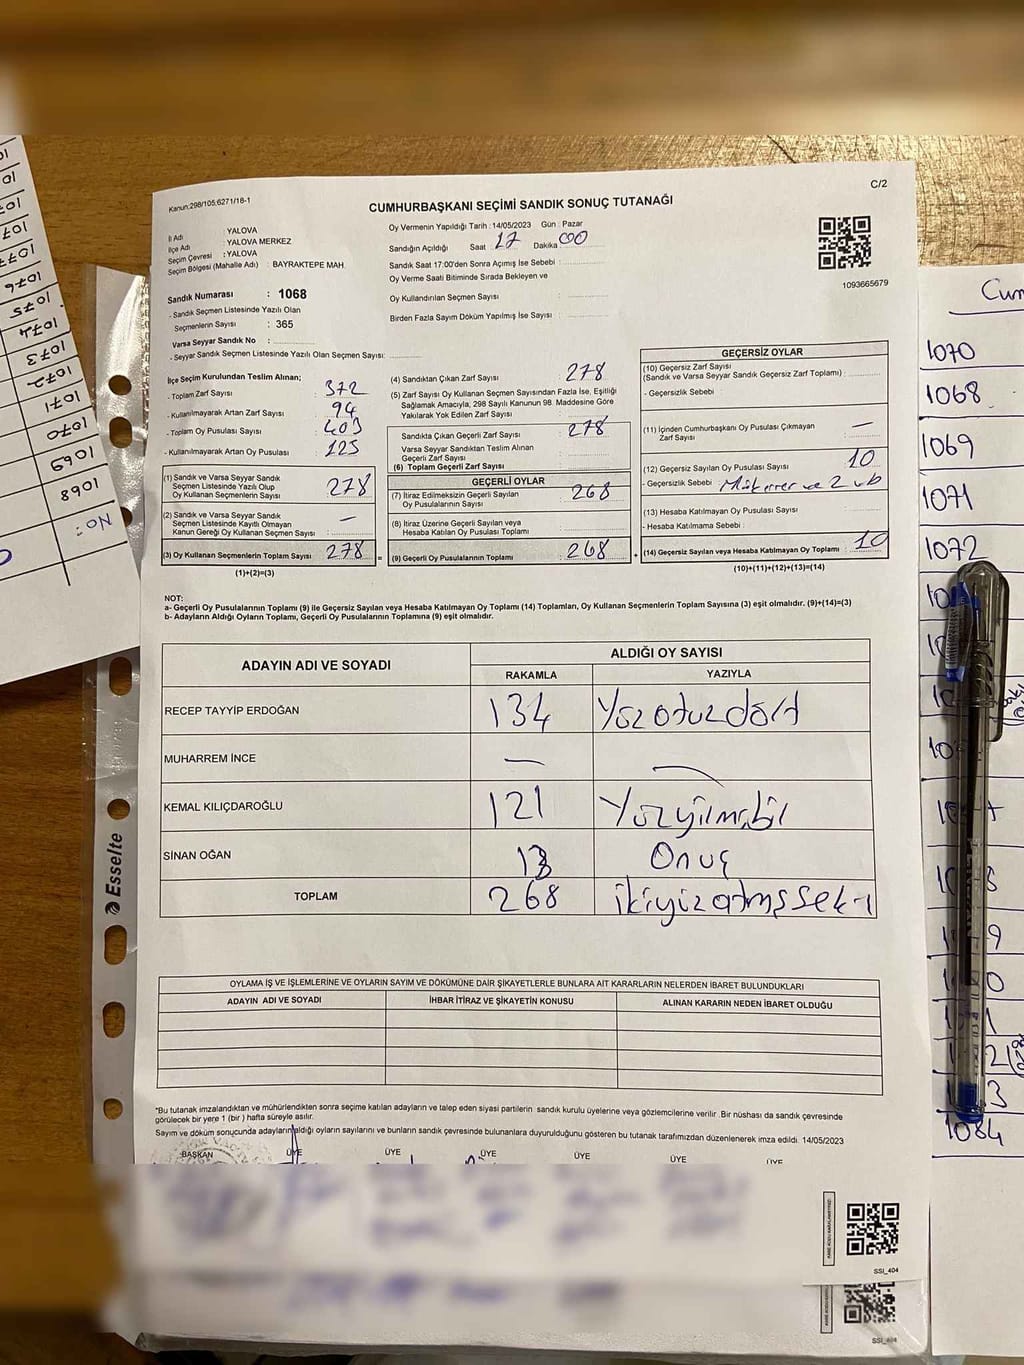 Kanun:298/105;6271/18-1
C/2
CUMHURBAŞKANI SEÇİMİ SANDIK SONUÇ TUTANAĞI
İl Adı : YALOVA
İlçe Adı : YALOVA MERKEZ
Seçim Çevresi : YALOVA
Seçim Bölgesi (Mahalle Adı) : BAYRAKTEPE MAH.
Sandık Numarası : 1068
- Sandık Seçmen Listesinde Yazılı Olan
Seçmenlerin Sayısı : 365
Varsa Seyyar Sandık No :
- Seyyar Sandık Seçmen Listesinde Yazılı Olan Seçmen Sayısı:
Oy Vermenin Yapıldığı Tarih : 14/05/2023 Gün : Pazar
Sandığın Açıldığı Saat 17 Dakika 00
Sandık Saat 17:00'den Sonra Açımış İse Sebebi :
Oy Verme Saati Bitiminde Sırada Bekleyen ve
Oy Kullandırılan Seçmen Sayısı :
Birden Fazla Sayım Döküm Yapılmış İse Sayısı :
1093665679
İlçe Seçim Kurulundan Teslim Alınan;
- Toplam Zarf Sayısı : 372
- Kullanılmayarak Artan Zarf Sayısı : 94
- Toplam Oy Pusulası Sayısı : 403
- Kullanılmayarak Artan Oy Pusulası : 125
(1) Sandık ve Varsa Seyyar Sandık
Seçmen Listesinde Yazılı Olup
Oy Kullanan Seçmenlerin Sayısı : 278
(2) Sandık ve Varsa Seyyar Sandık
Seçmen Listesinde Kayıtlı Olmayan
Kanun Gereği Oy Kullanan Seçmen Sayısı : —
(3) Oy Kullanan Seçmenlerin Toplam Sayısı : 278 =
(1)+(2)=(3)
(4) Sandıktan Çıkan Zarf Sayısı : 278
(5) Zarf Sayısı Oy Kullanan Seçmen Sayısından Fazla İse, Eşitliği
Sağlamak Amacıyla, 298 Sayılı Kanunun 98. Maddesine Göre
Yakılarak Yok Edilen Zarf Sayısı :
Sandıkta Çıkan Geçerli Zarf Sayısı : 278
Varsa Seyyar Sandıktan Teslim Alınan
Geçerli Zarf Sayısı :
(6) Toplam Geçerli Zarf Sayısı :
GEÇERLİ OYLAR
(7) İtiraz Edilmeksizin Geçerli Sayılan
Oy Pusulalarının Sayısı : 268
(8) İtiraz Üzerine Geçerli Sayılan veya
Hesaba Katılan Oy Pusulası Toplamı :
(9) Geçerli Oy Pusulalarının Toplamı : 268 +
GEÇERSİZ OYLAR
(10) Geçersiz Zarf Sayısı
(Sandık ve Varsa Seyyar Sandık Geçersiz Zarf Toplamı) :
- Geçersizlik Sebebi :
(11) İçinden Cumhurbaşkanı Oy Pusulası Çıkmayan
Zarf Sayısı : —
(12) Geçersiz Sayılan Oy Pusulası Sayısı : 10
- Geçersizlik Sebebi : Mükerrer ve 2 vb
(13) Hesaba Katılmayan Oy Pusulası Sayısı :
- Hesaba Katılmama Sebebi :
(14) Geçersiz Sayılan veya Hesaba Katılmayan Oy Toplamı : 10
(10)+(11)+(12)+(13)=(14)
NOT:
a- Geçerli Oy Pusulalarının Toplamı (9) ile Geçersiz Sayılan veya Hesaba Katılmayan Oy Toplamı (14) Toplamları, Oy Kullanan Seçmenlerin Toplam Sayısına (3) eşit olmalıdır. (9)+(14)=(3)
b- Adayların Aldığı Oyların Toplamı, Geçerli Oy Pusulalarının Toplamına (9) eşit olmalıdır.
ADAYIN ADI VE SOYADI
ALDIĞI OY SAYISI
RAKAMLA YAZIYLA
RECEP TAYYİP ERDOĞAN 134 Yüzotuzdört
MUHARREM İNCE — —
KEMAL KILIÇDAROĞLU 121 Yüzyirmibir
SİNAN OĞAN 13 Onüç
TOPLAM 268 ikiyüzatmışseki
OYLAMA İŞ VE İŞLEMLERİNE VE OYLARIN SAYIM VE DÖKÜMÜNE DAİR ŞİKAYETLERLE BUNLARA AİT KARARLARIN NELERDEN İBARET BULUNDUKLARI
ADAYIN ADI VE SOYADI İHBAR İTİRAZ VE ŞİKAYETİN KONUSU ALINAN KARARIN NEDEN İBARET OLDUĞU
*Bu tutanak imzalandıktan ve mühürlendikten sonra seçime katılan adayların ve talep eden siyasi partilerin sandık kurulu üyelerine veya gözlemcilerine verilir .Bir nüshası da sandık çevresinde
görülecek bir yere 1 (bir ) hafta süreyle asılır.
Sayım ve döküm sonucunda adayların aldığı oyların sayılarını ve bunların sandık çevresinde bulunanlara duyurulduğunu gösteren bu tutanak tarafımızdan düzenlenerek imza edildi. 14/05/2023
BAŞKAN ÜYE ÜYE ÜYE ÜYE ÜYE ÜYE
SSI_404
SSI_404
Esselte
No:
1068
1069
1070
1071
1072
1073
1074
1075
1076
Cum
1070
1068
1069
1071
1072
1084